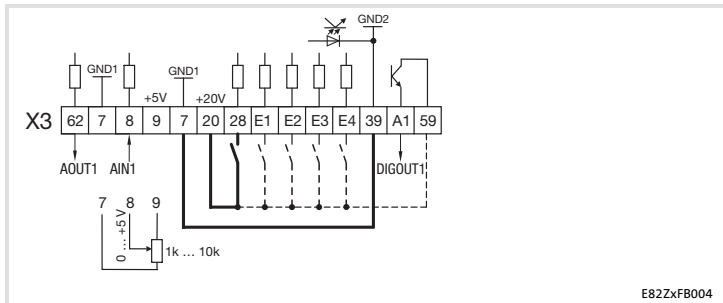 GND2
GND1
GND1
+5V
+20V
X3 62 7 8 9 7 20 28 E1 E2 E3 E4 39 A1 59
AOUT1 AIN1 DIGOUT1
7 8 9
0 ... +5 V
1k ... 10k
E82ZxFB004